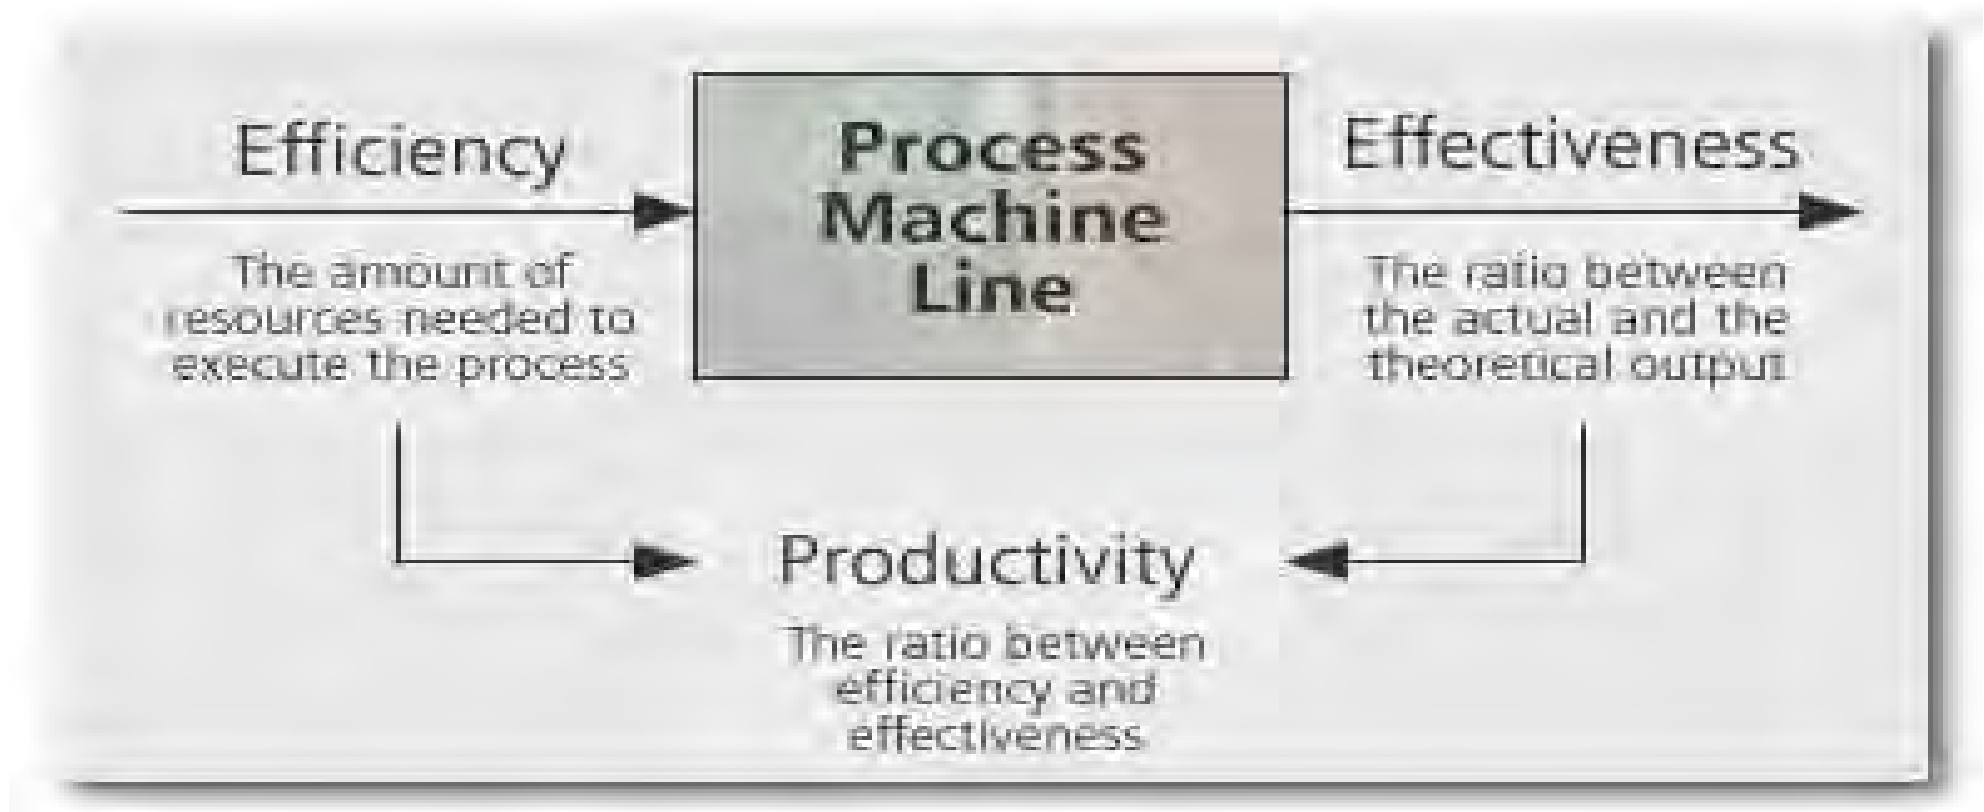 Efficiency
The amount of
resources needed to
execute the process
Process
Machine
Line
Effectiveness
The ratio between
the actual and the
theoretical output
Productivity
The ratio between
efficiency and
effectiveness